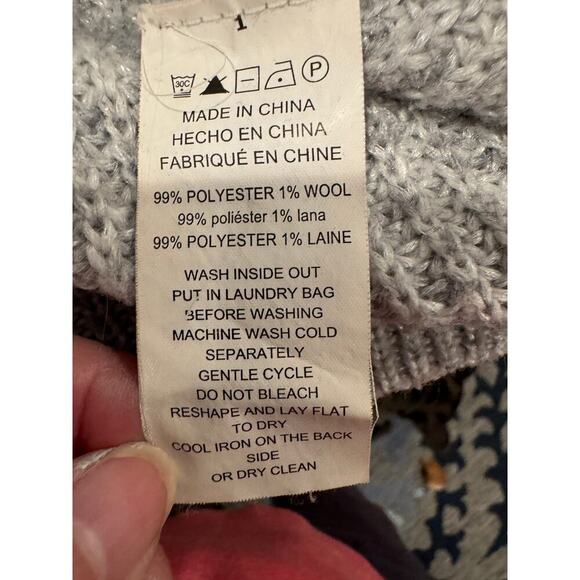 1
30C P
MADE IN CHINA
HECHO EN CHINA
FABRIQUÉ EN CHINE
99% POLYESTER 1% WOOL
99% poliéster 1% lana
99% POLYESTER 1% LAINE
WASH INSIDE OUT
PUT IN LAUNDRY BAG
BEFORE WASHING
MACHINE WASH COLD
SEPARATELY
GENTLE CYCLE
DO NOT BLEACH
RESHAPE AND LAY FLAT
TO DRY
COOL IRON ON THE BACK
SIDE
OR DRY CLEAN